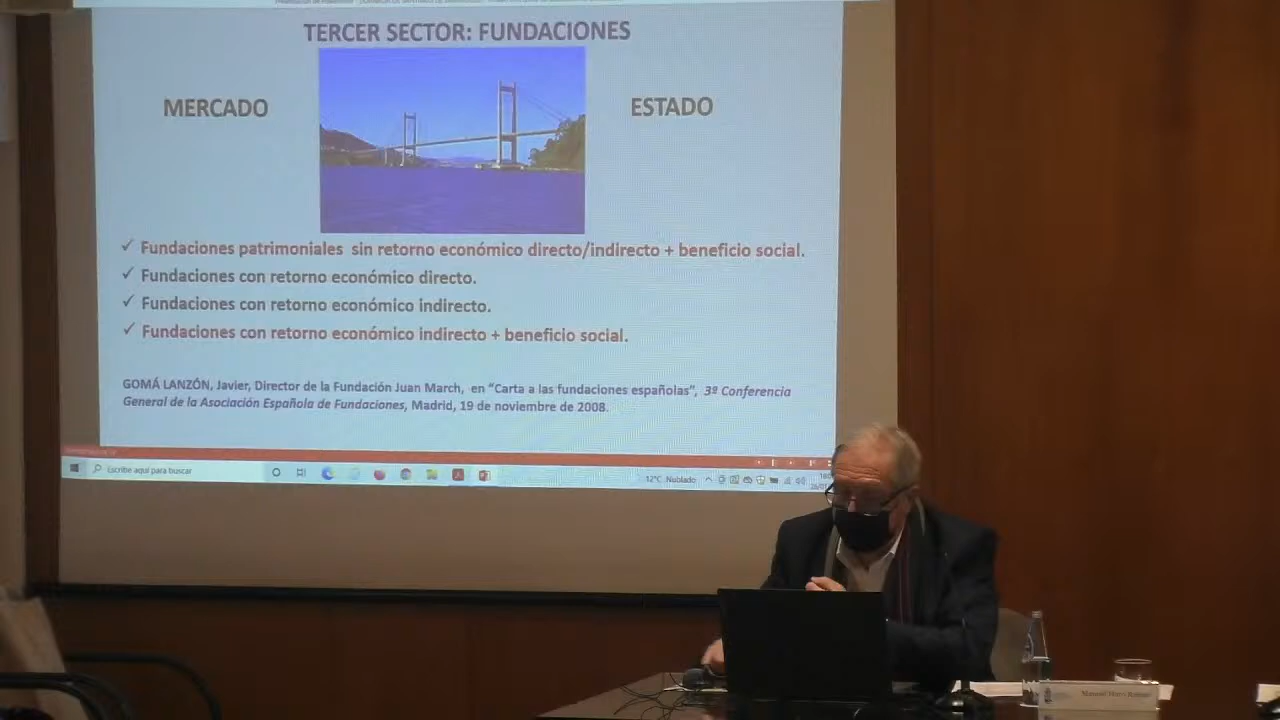 TERCER SECTOR: FUNDACIONES
MERCADO
ESTADO
✓ Fundaciones patrimoniales sin retorno económico directo/indirecto + beneficio social.
✓ Fundaciones con retorno económico directo.
✓ Fundaciones con retorno económico indirecto.
✓ Fundaciones con retorno económico indirecto + beneficio social.
GOMÁ LANZÓN, Javier, Director de la Fundación Juan March, en “Carta a las fundaciones españolas”, 3ª Conferencia
General de la Asociación Española de Fundaciones, Madrid, 19 de noviembre de 2008.
Escribe aquí para buscar
12°C Nublado